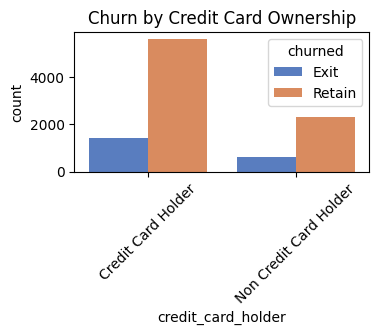 Churn by Credit Card Ownership
churned
Exit
Retain
count
4000
2000
0
Credit Card Holder
Non Credit Card Holder
credit_card_holder